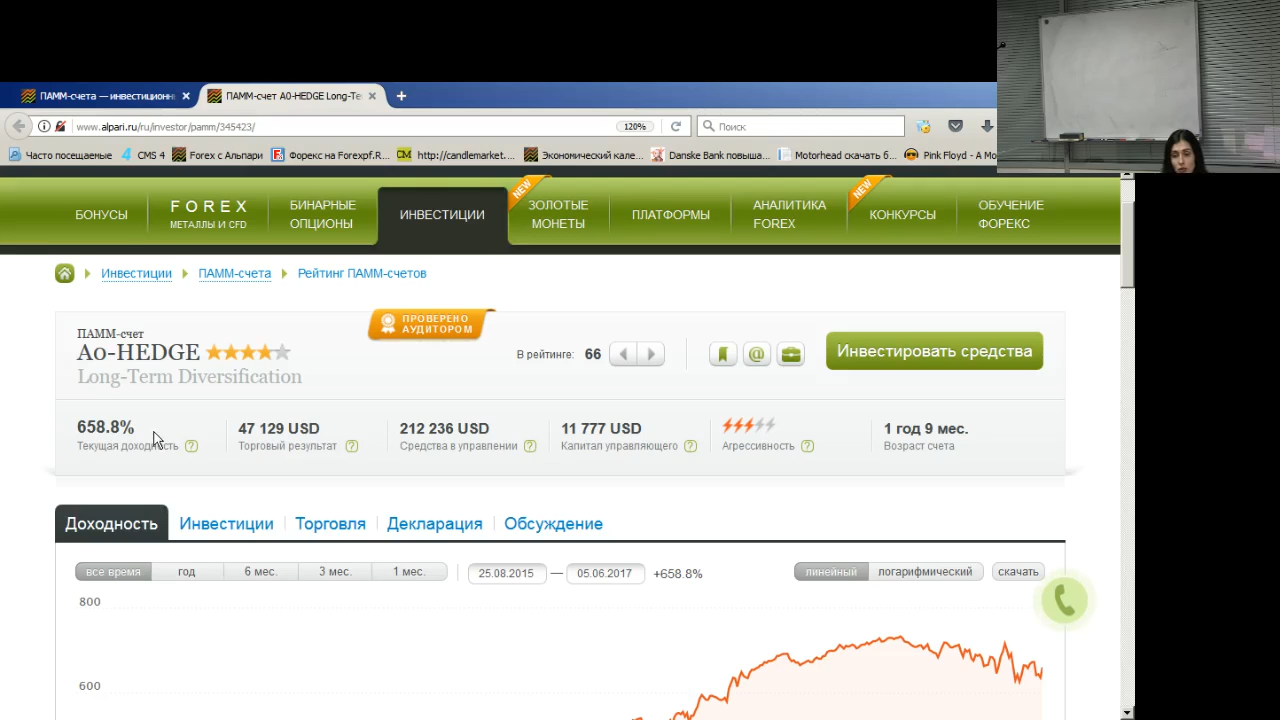 ПАММ-счета — инвестиционн
ПАММ-счет A0-HEDGE Long-Te
www.alpari.ru/ru/investor/pamm/345423/
120%
Поиск
Часто посещаемые
CMS 4
Forex с Альпари
Форекс на Forexpf.R...
http://candlemarket....
Экономический кале...
Danske Bank повыша...
Motorhead скачать б...
Pink Floyd - A Mo
БОНУСЫ
FOREX
МЕТАЛЛЫ И CFD
БИНАРНЫЕ
ОПЦИОНЫ
ИНВЕСТИЦИИ
NEW
ЗОЛОТЫЕ
МОНЕТЫ
ПЛАТФОРМЫ
АНАЛИТИКА
FOREX
NEW
КОНКУРСЫ
ОБУЧЕНИЕ
ФОРЕКС
Инвестиции
ПАММ-счета
Рейтинг ПАММ-счетов
ПРОВЕРЕНО
АУДИТОРОМ
ПАММ-счет
A0-HEDGE
Long-Term Diversification
В рейтинге: 66
@
Инвестировать средства
658.8%
Текущая доходность ?
47 129 USD
Торговый результат ?
212 236 USD
Средства в управлении ?
11 777 USD
Капитал управляющего ?
Агрессивность ?
1 год 9 мес.
Возраст счета
Доходность
Инвестиции
Торговля
Декларация
Обсуждение
все время
год
6 мес.
3 мес.
1 мес.
25.08.2015 — 05.06.2017
+658.8%
линейный
логарифмический
скачать
800
600